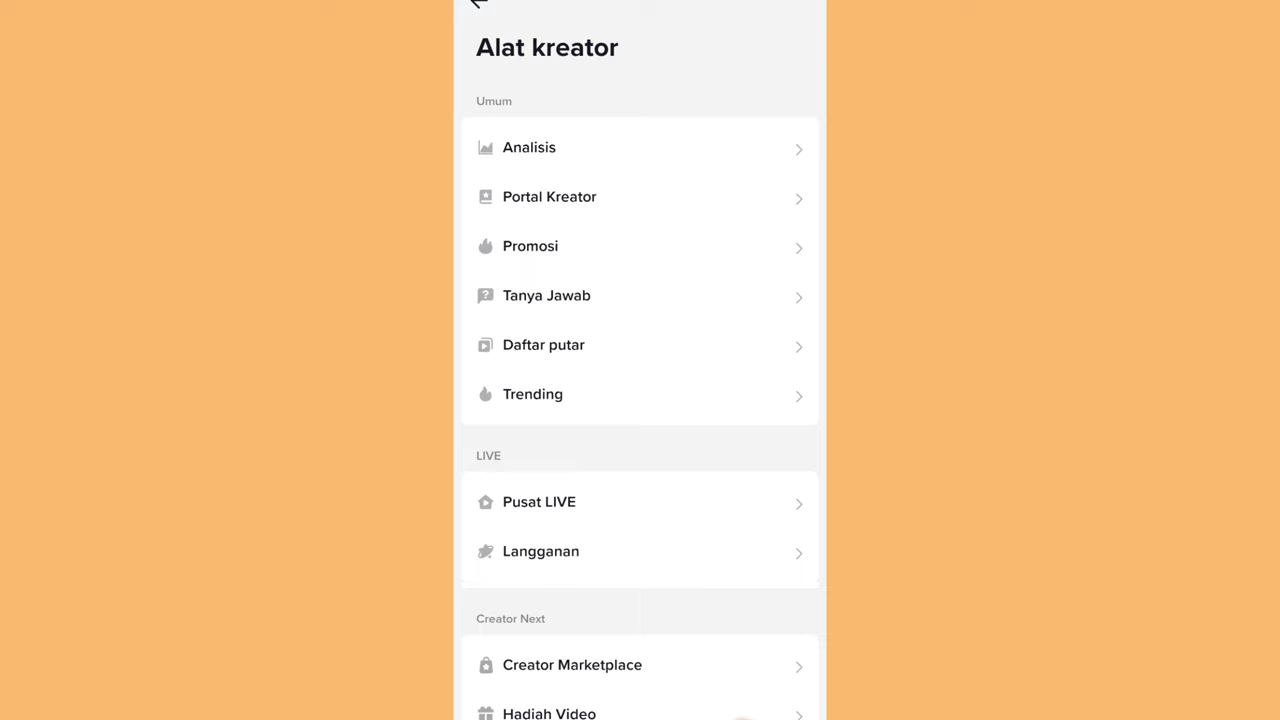 Alat kreator
Umum
Analisis
Portal Kreator
Promosi
Tanya Jawab
Daftar putar
Trending
LIVE
Pusat LIVE
Langganan
Creator Next
Creator Marketplace
Hadiah Video